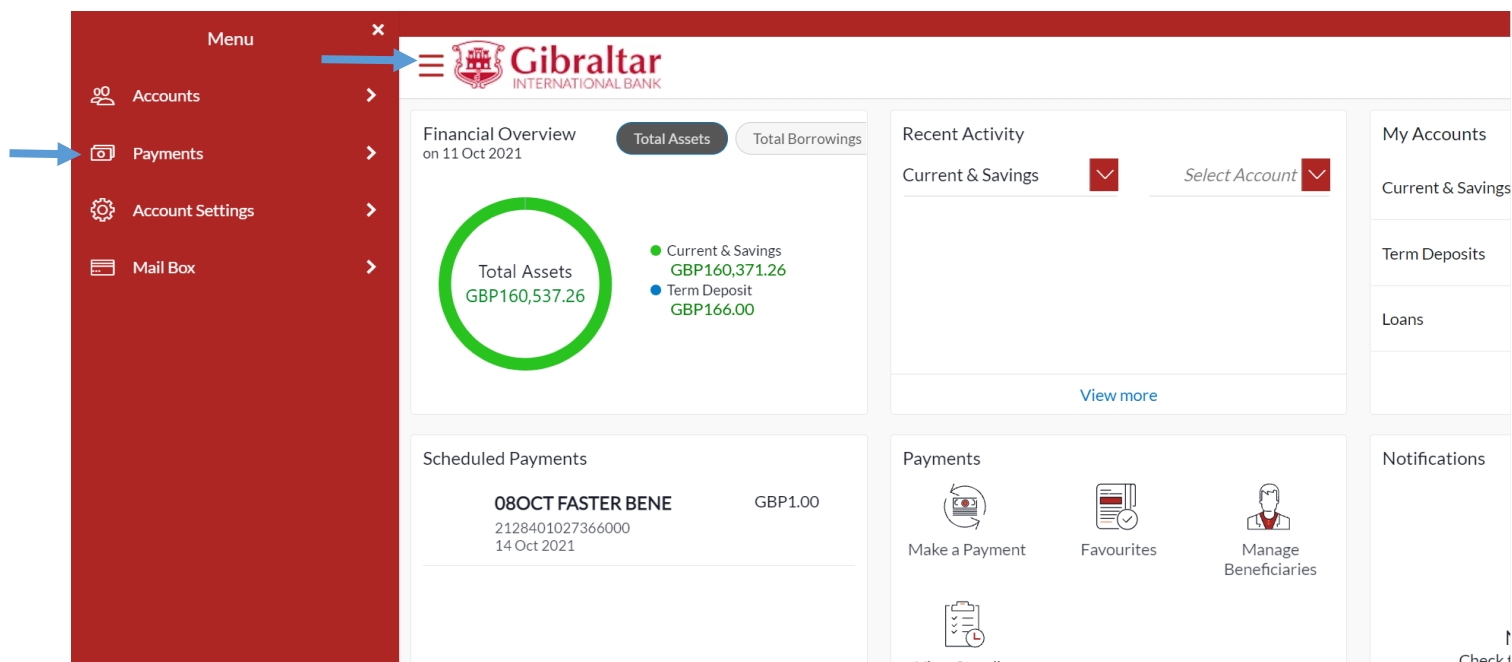 Menu
×
Accounts
Payments
Account Settings
Mail Box
Gibraltar
INTERNATIONAL BANK
Financial Overview
on 11 Oct 2021
Total Assets
Total Borrowings
Total Assets
GBP160,537.26
Current & Savings
GBP160,371.26
Term Deposit
GBP166.00
Recent Activity
Current & Savings
Select Account
View more
My Accounts
Current & Savings
Term Deposits
Loans
Scheduled Payments
08OCT FASTER BENE GBP1.00
2128401027366000
14 Oct 2021
Payments
Make a Payment
Favourites
Manage
Beneficiaries
Notifications
Check